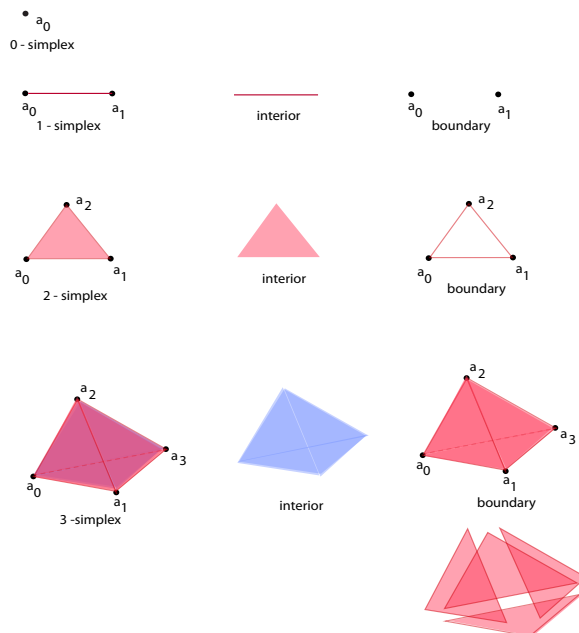 a0
0 - simplex
a0 a1
1 - simplex
interior
a0 a1
boundary
a2
a0 a1
2 - simplex
interior
a2
a0 a1
boundary
a2
a3
a0
a1
3 -simplex
interior
a2
a3
a0
a1
boundary